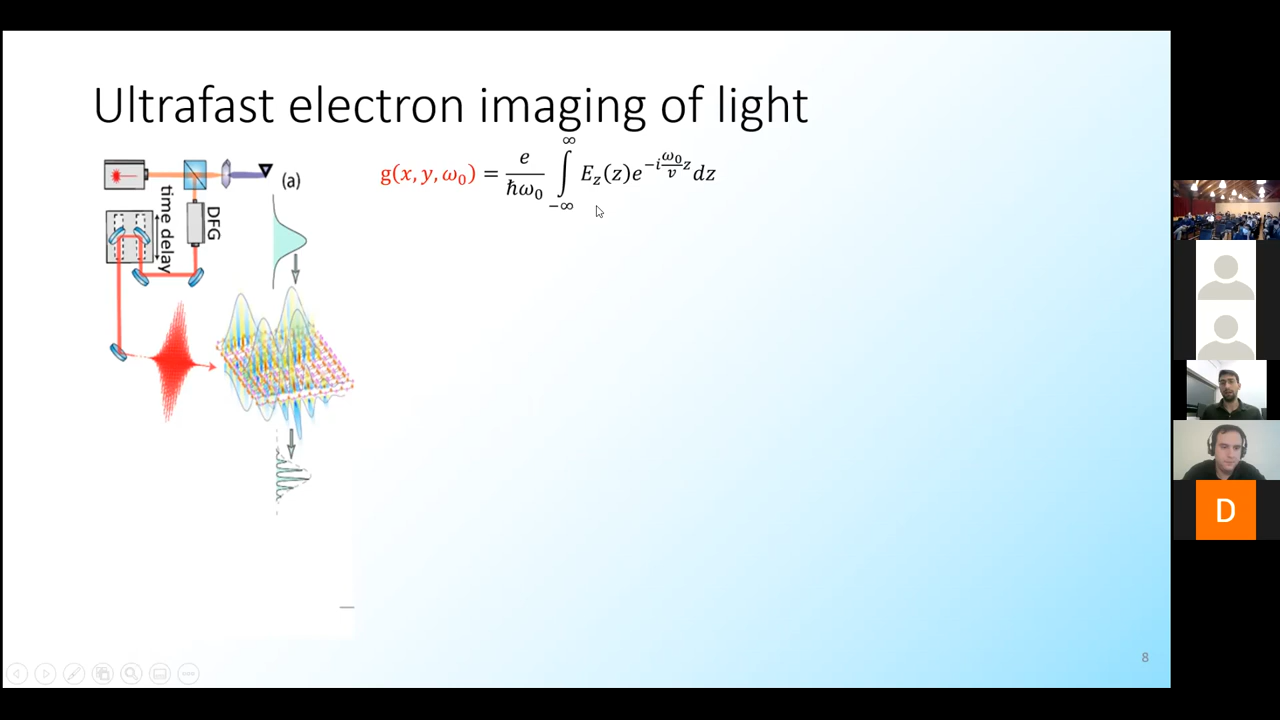 Ultrafast electron imaging of light
g(x, y, ω₀) = e/ℏω₀ ∫_{-∞}^{∞} E_z(z)e^{-i(ω₀/v)z}dz
(a)
DFG
time delay
8
D